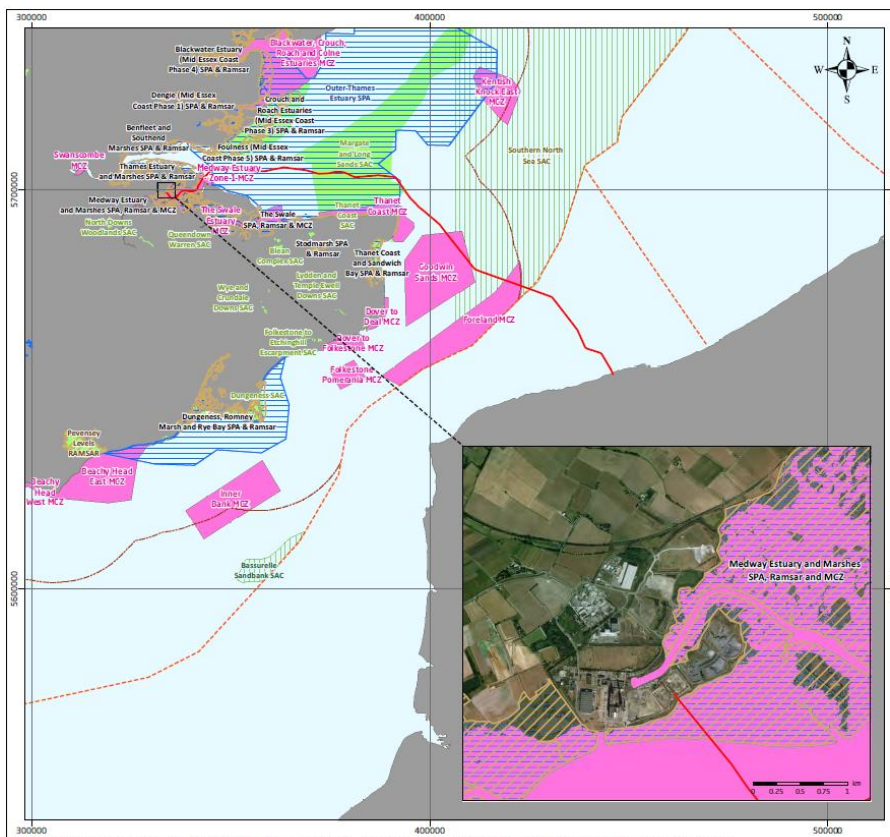 300000
400000
500000
N
W
E
S
Blackwater Estuary
(Mid Essex Coast
Phase 4) SPA & Ramsar
Blackwater, Crouch,
Roach and Colne
Estuaries MCZ
Kentish
Knock East
MCZ
Outer Thames
Estuary SPA
Dengie (Mid-Essex
Coast Phase 1) SPA & Ramsar
Crouch and
Roach Estuaries
(Mid-Essex Coast
Phase 3) SPA & Ramsar
Benfleet and
Southend
Marshes SPA & Ramsar
Foulness (Mid-Essex
Coast Phase 5) SPA & Ramsar
Margate
and Long
Sands SAC
Southern North
Sea SAC
Swanscombe
MCZ
Thames Estuary
and Marshes SPA & Ramsar
Medway Estuary
Zone-1 MCZ
5700000
Medway Estuary
and Marshes SPA, Ramsar & MCZ
The Swale
Estuary
MCZ
The Swale
SPA, Ramsar & MCZ
Thanet
Coast
SAC
Thanet
Coast MCZ
North Downs
Woodlands SAC
Queendown
Warren SAC
Blean
Complex SAC
Stodmarsh SPA
& Ramsar
Thanet Coast
and Sandwich
Bay SPA & Ramsar
Goodwin
Sands MCZ
Lydden and
Temple Ewell
Downs SAC
Wye and
Crundale
Downs SAC
Dover to
Deal MCZ
Foreland MCZ
Folkestone to
Etchinghill
Escarpment SAC
Dover to
Folkestone MCZ
Folkestone
Pomerania MCZ
Dungeness SAC
Dungeness, Romney
Marsh and Rye Bay SPA & Ramsar
Pevensey
Levels
RAMSAR
Beachy Head
East MCZ
Beachy
Head
West MCZ
Inner
Bank MCZ
Bassurelle
Sandbank SAC
5600000
Medway Estuary and Marshes
SPA, Ramsar and MCZ
km
0 0.25 0.5 0.75 1
300000
400000
500000